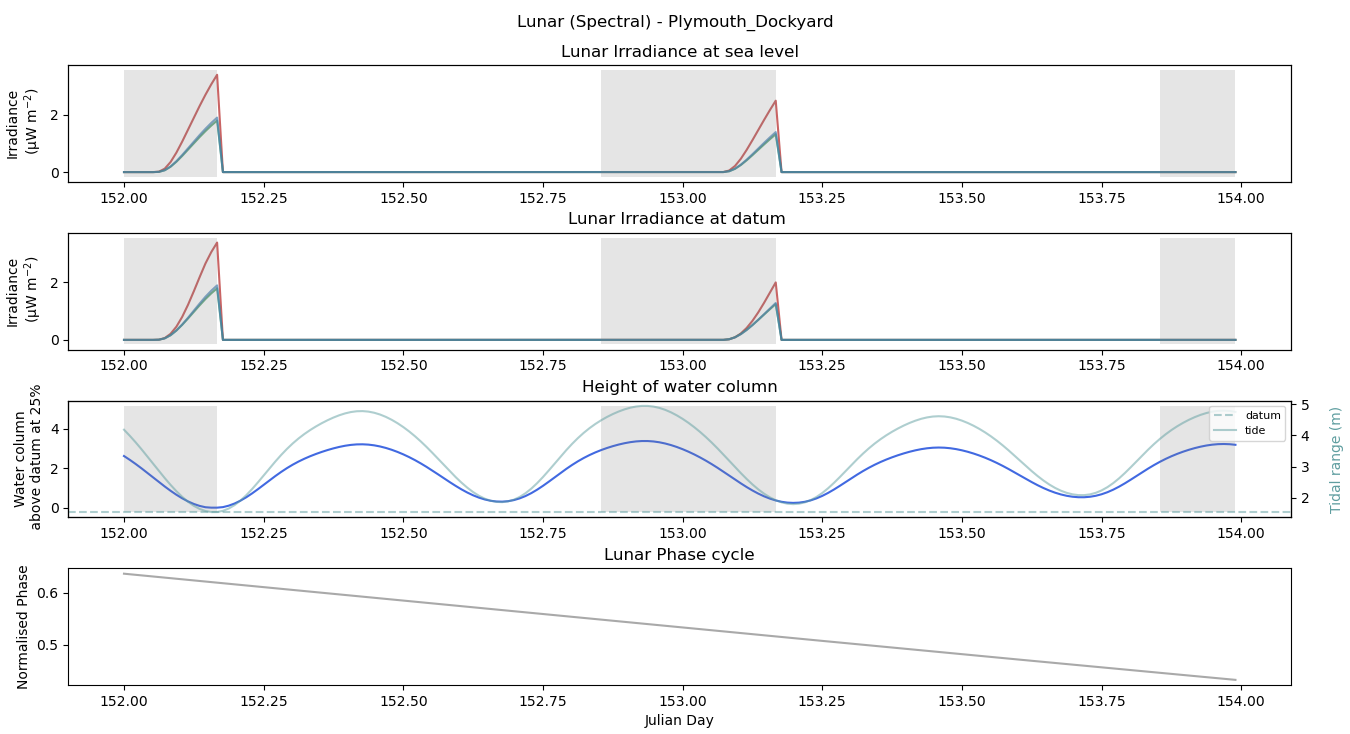 Lunar (Spectral) - Plymouth_Dockyard
Lunar Irradiance at sea level
Irradiance
(μW m⁻²)
2
0
152.00 152.25 152.50 152.75 153.00 153.25 153.50 153.75 154.00
Lunar Irradiance at datum
Irradiance
(μW m⁻²)
2
0
152.00 152.25 152.50 152.75 153.00 153.25 153.50 153.75 154.00
Height of water column
Water column
above datum at 25%
4
2
0
datum
tide
5
4
3
2
Tidal range (m)
152.00 152.25 152.50 152.75 153.00 153.25 153.50 153.75 154.00
Lunar Phase cycle
Normalised Phase
0.6
0.5
152.00 152.25 152.50 152.75 153.00 153.25 153.50 153.75 154.00
Julian Day